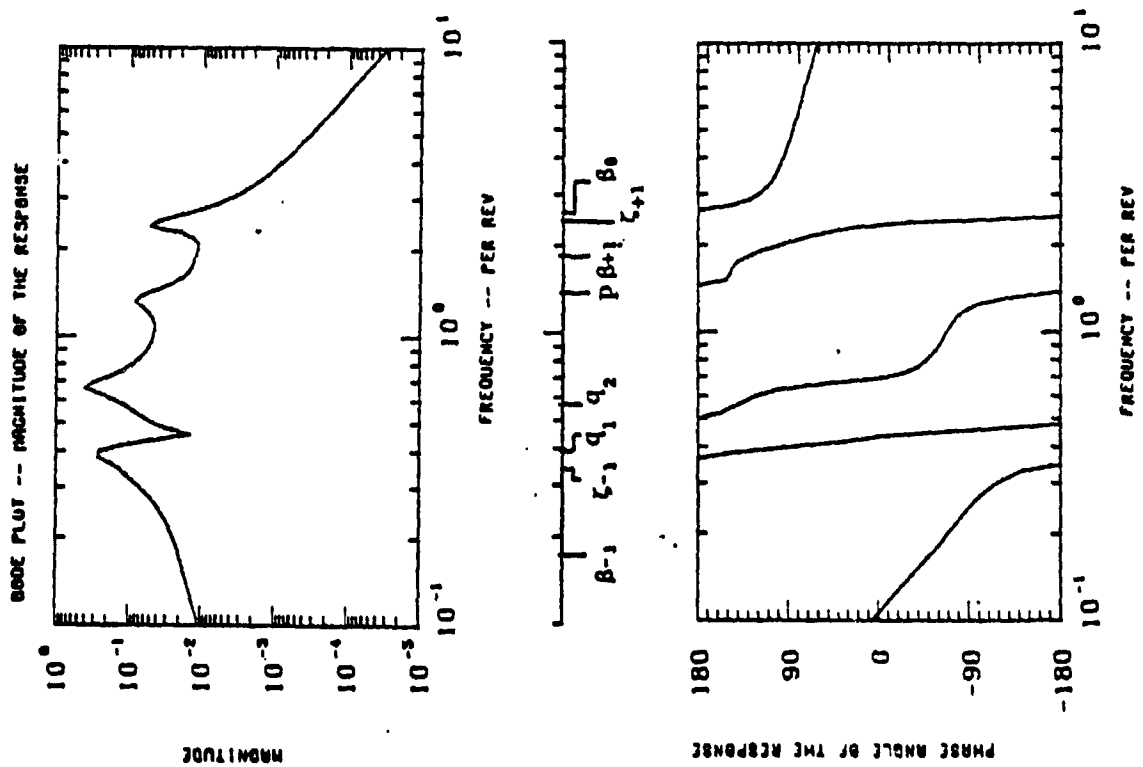 BODE PLOT -- MAGNITUDE OF THE RESPONSE
MAGNITUDE
10⁰
10⁻¹
10⁻²
10⁻³
10⁻⁴
10⁻⁵
10⁻¹ 10⁰ 10¹
FREQUENCY -- PER REV
β-1 ζ-1 q1 q2 p β+1 ζ+1 β0
PHASE ANGLE OF THE RESPONSE
180
90
0
-90
-180
10⁻¹ 10⁰ 10¹
FREQUENCY -- PER REV